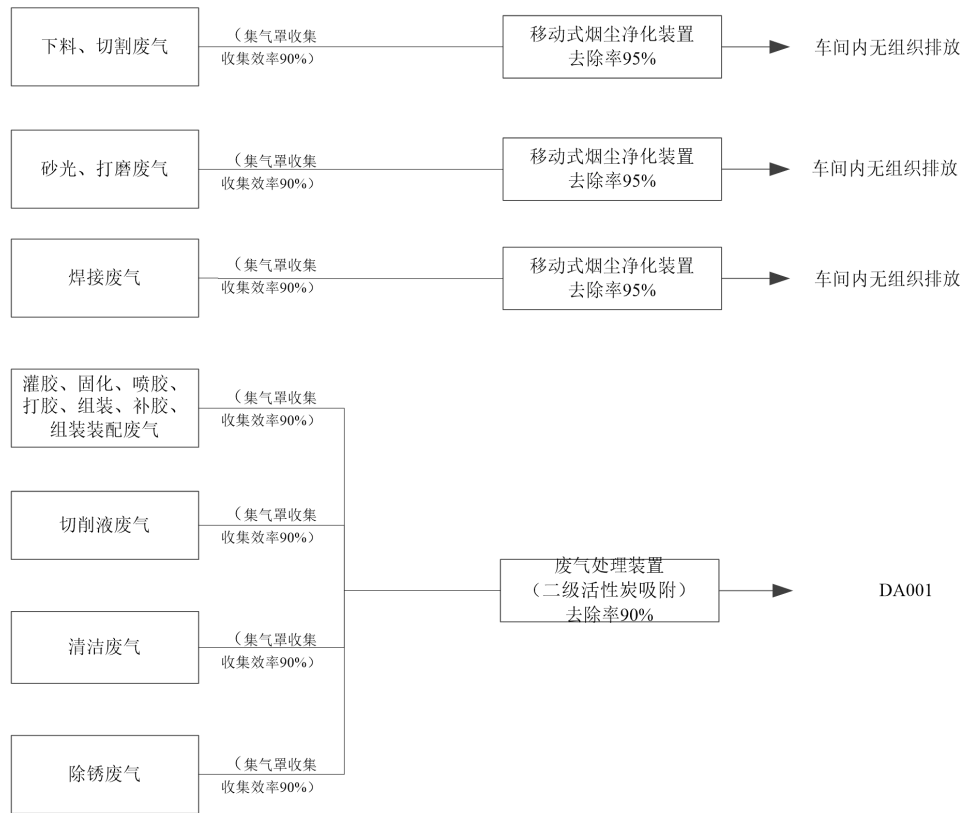 下料、切割废气
（集气罩收集
收集效率90%）
移动式烟尘净化装置
去除率95%
车间内无组织排放
砂光、打磨废气
（集气罩收集
收集效率90%）
移动式烟尘净化装置
去除率95%
车间内无组织排放
焊接废气
（集气罩收集
收集效率90%）
移动式烟尘净化装置
去除率95%
车间内无组织排放
灌胶、固化、喷胶、
打胶、组装、补胶、
组装装配废气
（集气罩收集
收集效率90%）
切削液废气
（集气罩收集
收集效率90%）
废气处理装置
（二级活性炭吸附）
去除率90%
DA001
清洁废气
（集气罩收集
收集效率90%）
除锈废气
（集气罩收集
收集效率90%）